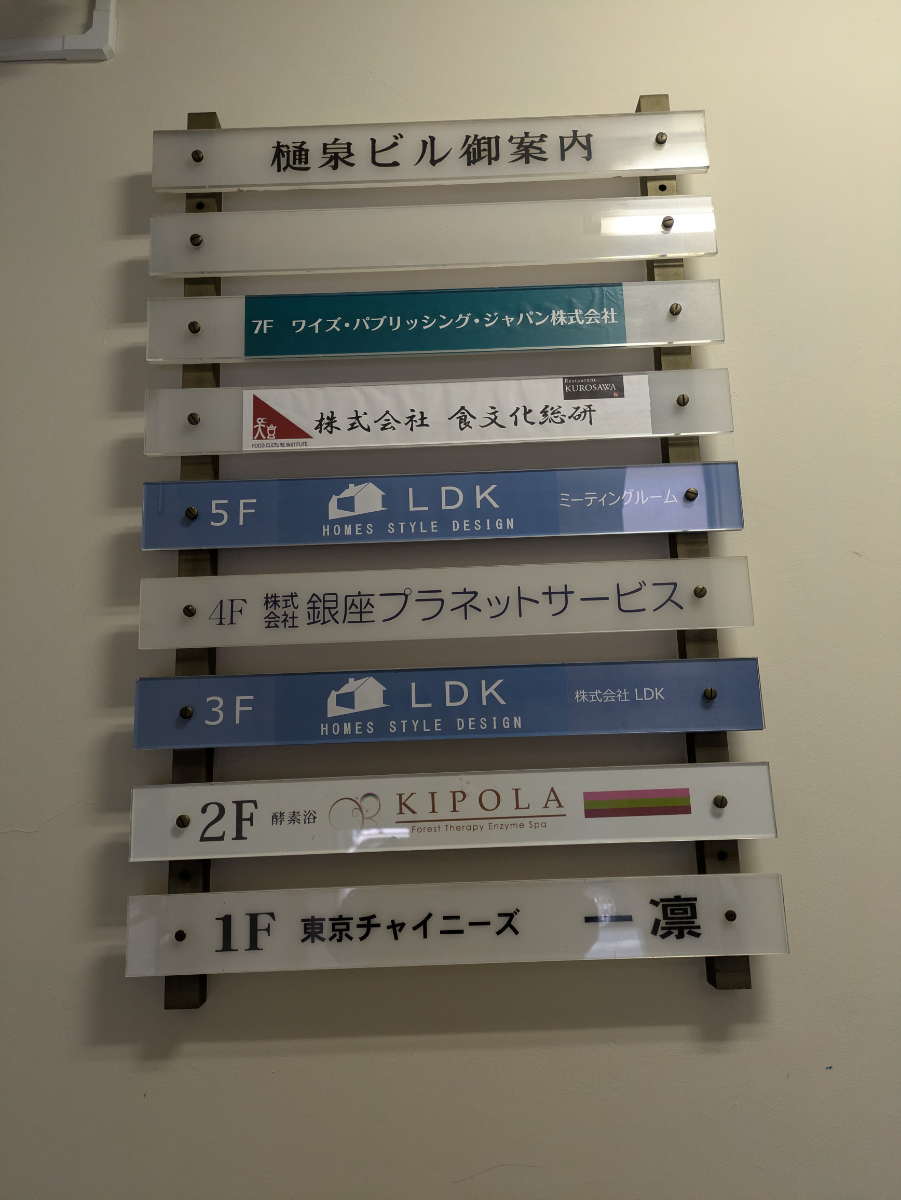 樋泉ビル御案内
7F ワイズ・パブリッシング・ジャパン株式会社
Restaurant
KUROSAWA
株式会社 食文化総研
FOOD CULTURE INSTITUTE
5F LDK ミーティングルーム
HOMES STYLE DESIGN
4F 株式会社 銀座プラネットサービス
3F LDK 株式会社 LDK
HOMES STYLE DESIGN
2F 酵素浴 KIPOLA
Forest Therapy Enzyme Spa
1F 東京チャイニーズ 一凛